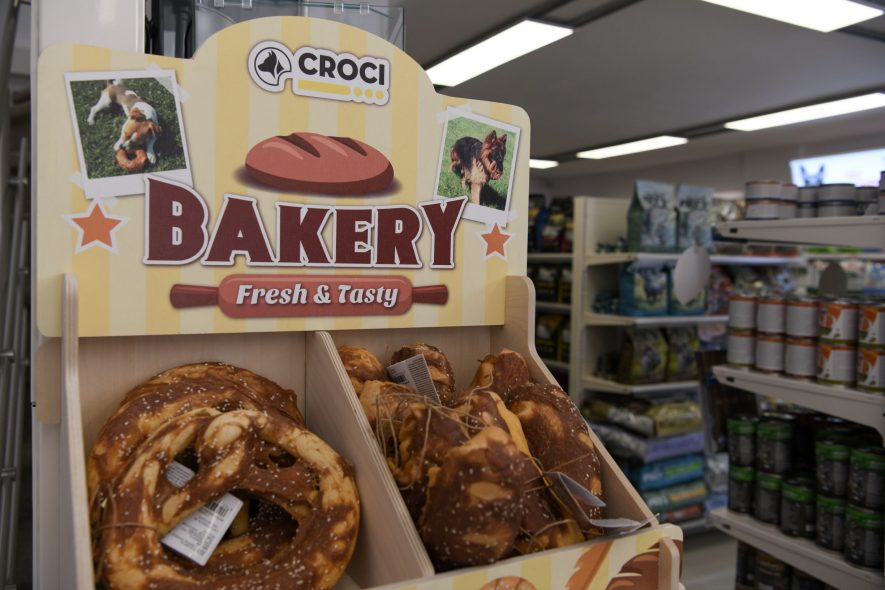 CROCI
BAKERY
Fresh & Tasty